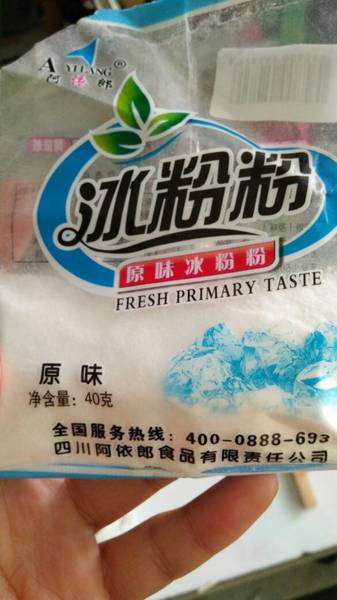 AYILANG®
阿依郎
冰粉粉
原味冰粉粉
FRESH PRIMARY TASTE
原味
净含量：40克
全国服务热线：400-0888-693
四川阿依郎食品有限责任公司